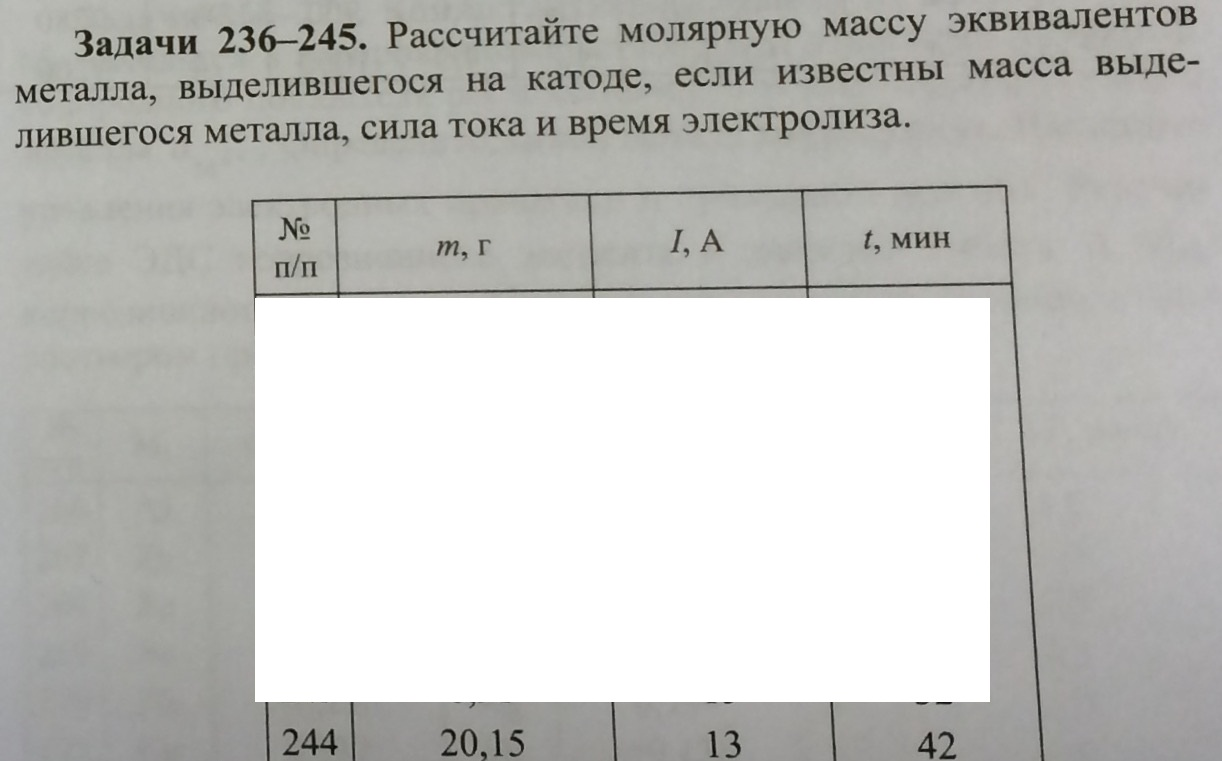 Задачи 236–245. Рассчитайте молярную массу эквивалентов
металла, выделившегося на катоде, если известны масса выде-
лившегося металла, сила тока и время электролиза.
№ п/п m, г I, А t, мин
244 20,15 13 42